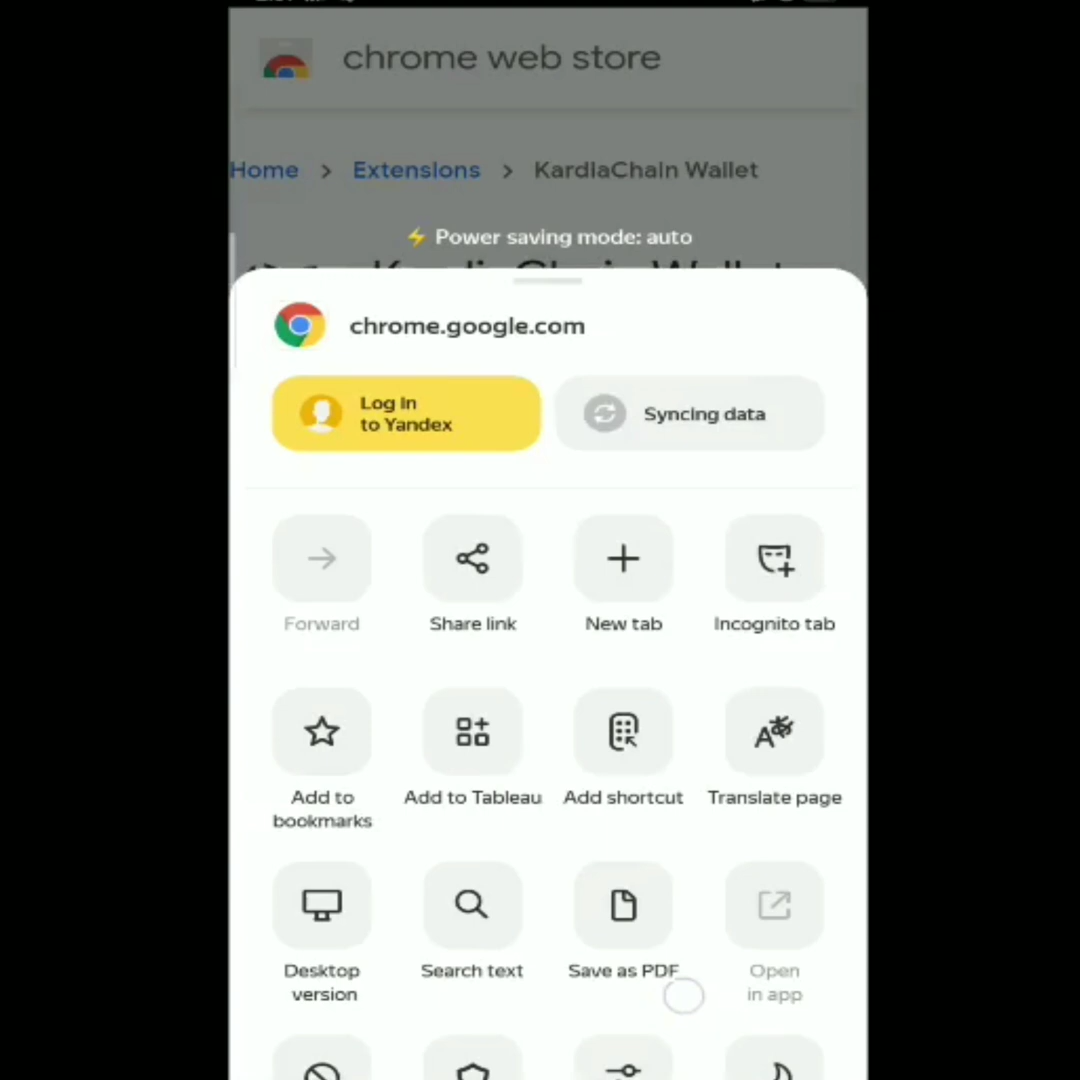 chrome web store
Home > Extensions > KardiaChain Wallet
⚡ Power saving mode: auto
KardiaChain Wallet
chrome.google.com
Log in
to Yandex
Syncing data
Forward
Share link
New tab
Incognito tab
Add to
bookmarks
Add to Tableau
Add shortcut
Translate page
Desktop
version
Search text
Save as PDF
Open
in app